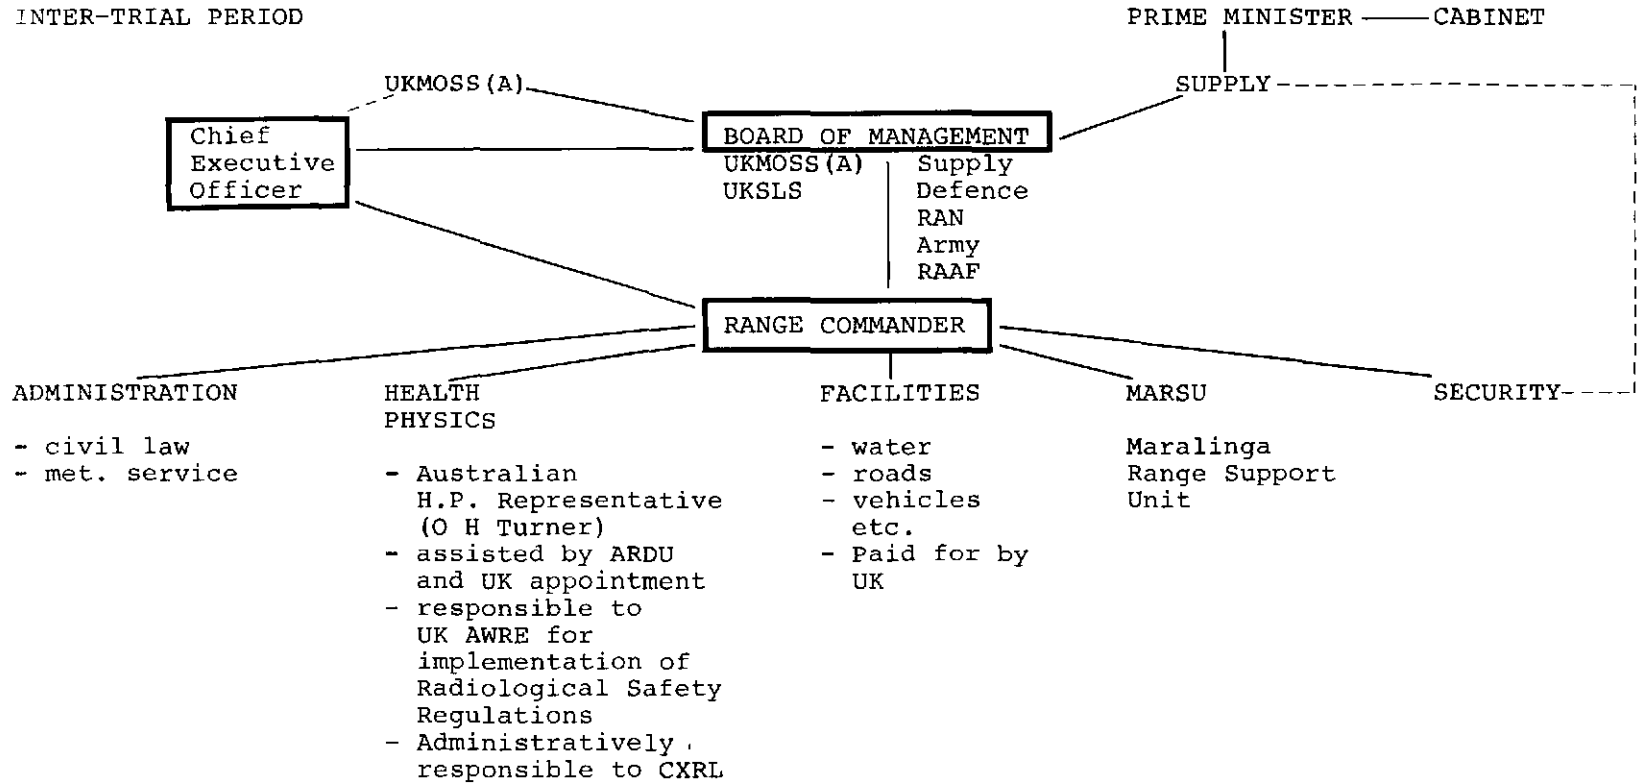 INTER-TRIAL PERIOD
PRIME MINISTER
CABINET
UKMOSS(A)
SUPPLY
Chief
Executive
Officer
BOARD OF MANAGEMENT
UKMOSS(A)
UKSLS
Supply
Defence
RAN
Army
RAAF
RANGE COMMANDER
ADMINISTRATION
- civil law
- met. service
HEALTH
PHYSICS
- Australian
H.P. Representative
(O H Turner)
- assisted by ARDU
and UK appointment
- responsible to
UK AWRE for
implementation of
Radiological Safety
Regulations
- Administratively
responsible to CXRL
FACILITIES
- water
- roads
- vehicles
etc.
- Paid for by
UK
MARSU
Maralinga
Range Support
Unit
SECURITY